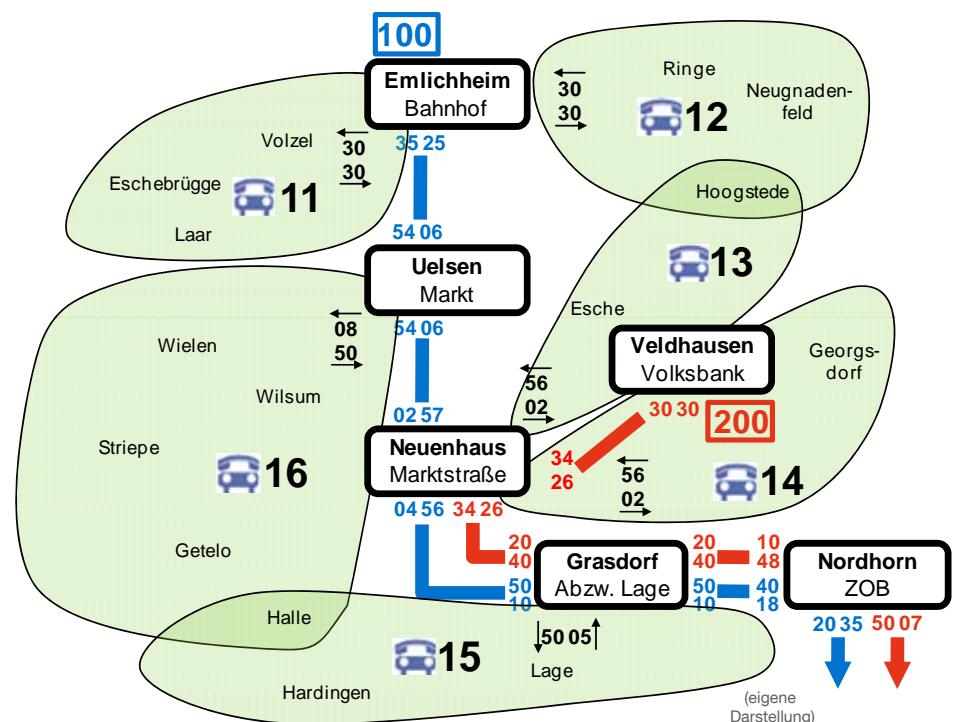 100
Emlichheim
Bahnhof
35 25
Volzel
30
30
Eschebrügge
11
Laar
30
30
Ringe
Neugnaden-
feld
12
Hoogstede
54 06
Uelsen
Markt
54 06
13
Esche
08
50
Wielen
Wilsum
Striepe
16
Getelo
Veldhausen
Volksbank
Georgs-
dorf
56
02
30 30
200
02 57
Neuenhaus
Marktstraße
34
26
56
02
14
04 56
34 26
20
40
50
10
Grasdorf
Abzw. Lage
20
40
50
10
10
48
40
18
Nordhorn
ZOB
20 35
50 07
Halle
50 05
15
Lage
Hardingen
(eigene
Darstellung)